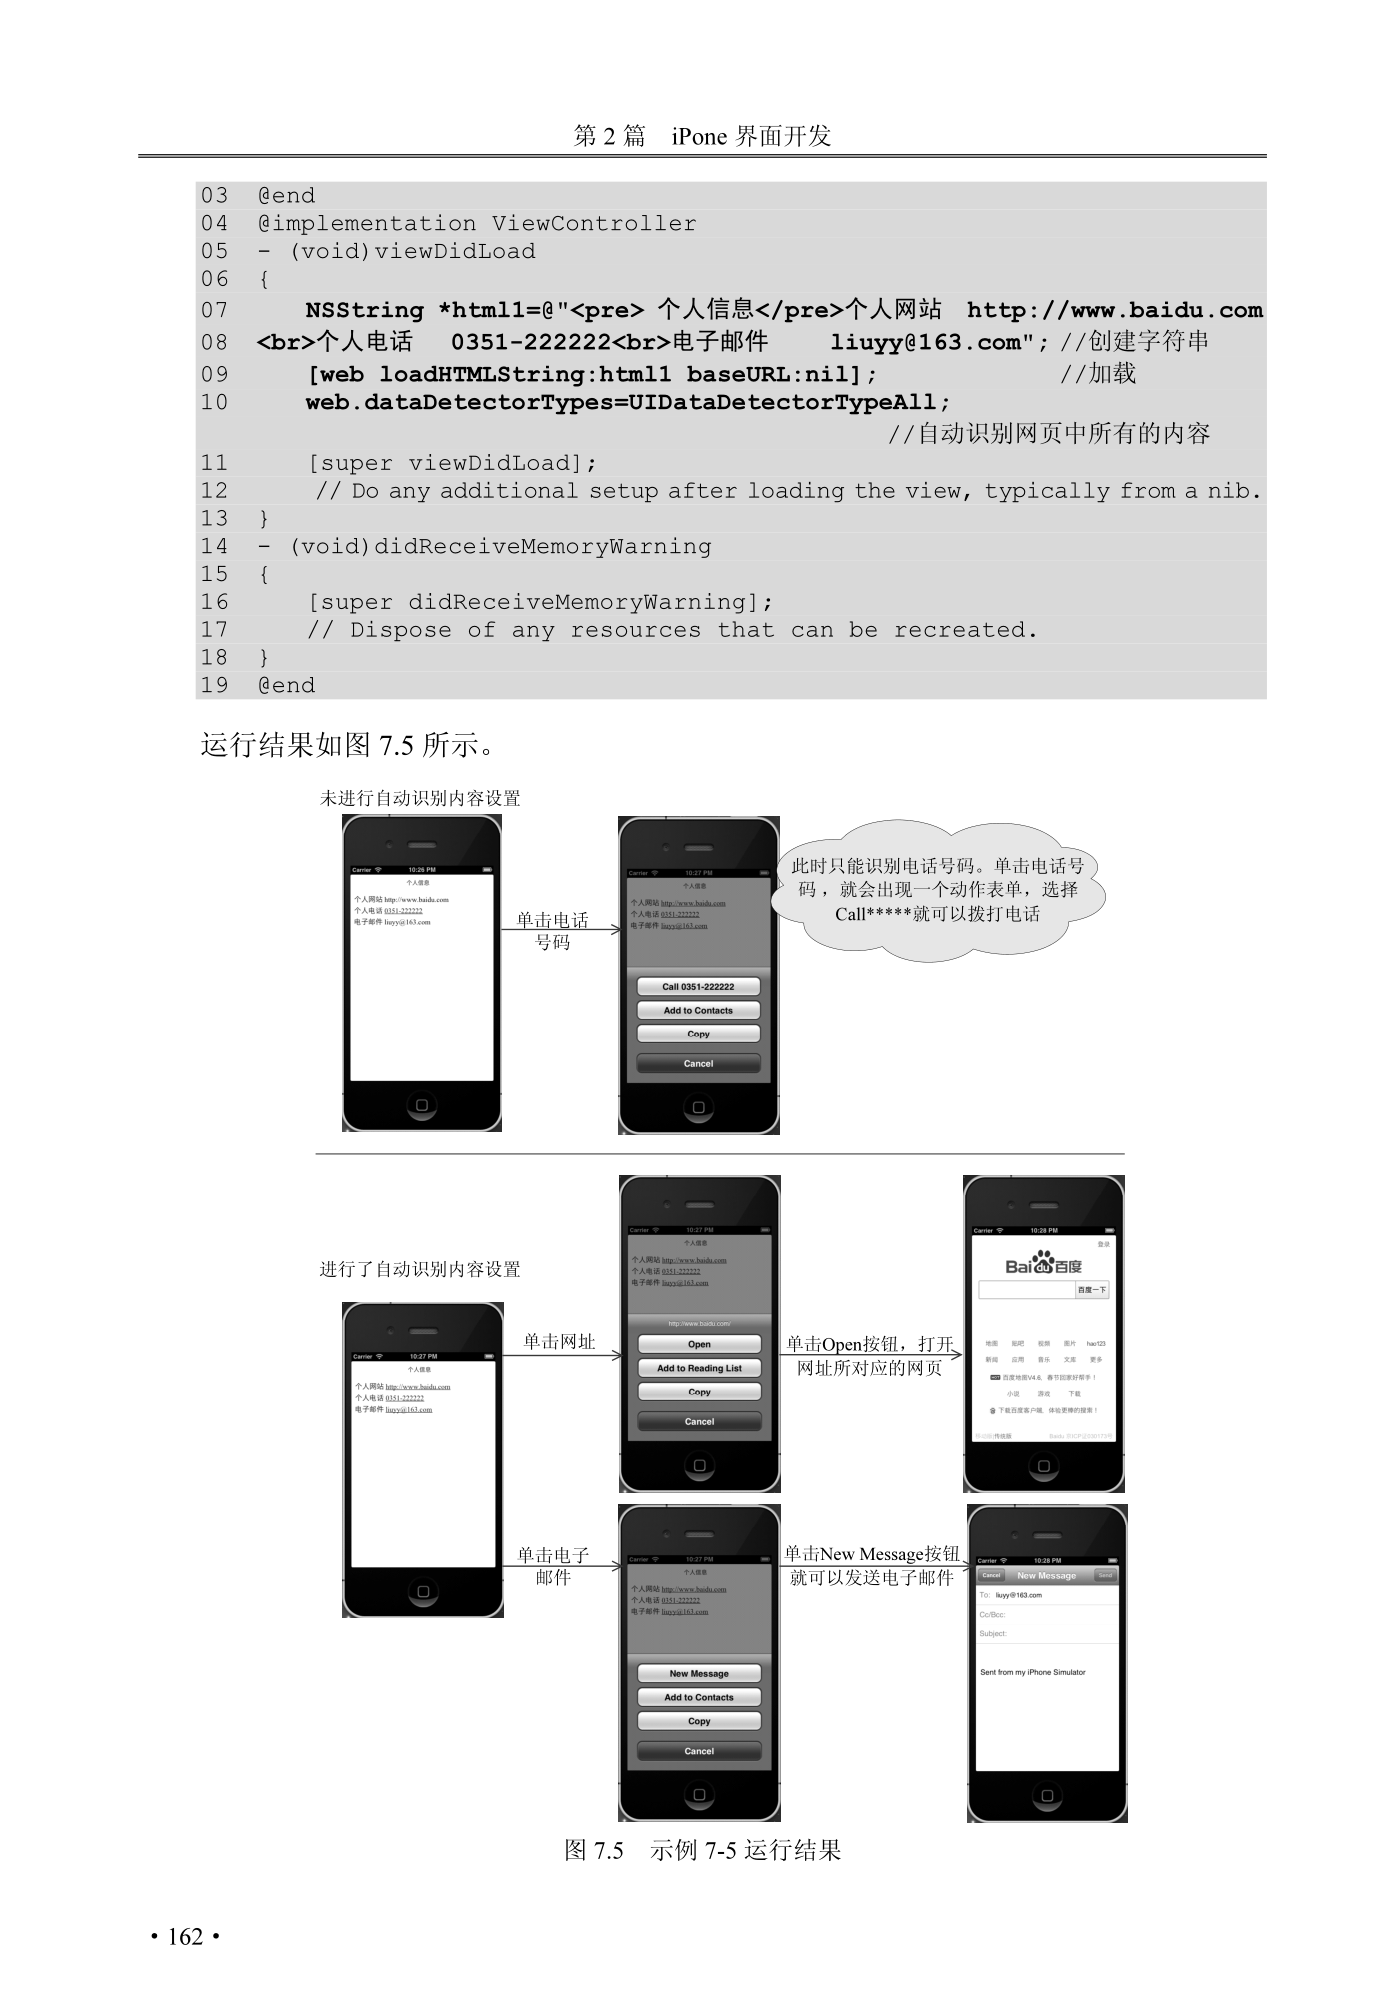 第 2 篇 iPone 界面开发
03 @end
04 @implementation ViewController
05 - (void)viewDidLoad
06 {
07 NSString *html1=@"<pre> 个人信息</pre>个人网站 http://www.baidu.com
08 <br>个人电话 0351-222222<br>电子邮件 liuyy@163.com"; //创建字符串
09 [web loadHTMLString:html1 baseURL:nil]; //加载
10 web.dataDetectorTypes=UIDataDetectorTypeAll;
//自动识别网页中所有的内容
11 [super viewDidLoad];
12 // Do any additional setup after loading the view, typically from a nib.
13 }
14 - (void)didReceiveMemoryWarning
15 {
16 [super didReceiveMemoryWarning];
17 // Dispose of any resources that can be recreated.
18 }
19 @end
运行结果如图 7.5 所示。
未进行自动识别内容设置
Carrier 10:26 PM
个人信息
个人网站 http://www.baidu.com
个人电话 0351-222222
电子邮件 liuyy@163.com
单击电话
号码
Carrier 10:27 PM
个人信息
个人网站 http://www.baidu.com
个人电话 0351-222222
电子邮件 liuyy@163.com
Call 0351-222222
Add to Contacts
Copy
Cancel
此时只能识别电话号码。单击电话号
码，就会出现一个动作表单，选择
Call*****就可以拨打电话
进行了自动识别内容设置
Carrier 10:27 PM
个人信息
个人网站 http://www.baidu.com
个人电话 0351-222222
电子邮件 liuyy@163.com
单击网址
Carrier 10:27 PM
个人信息
个人网站 http://www.baidu.com
个人电话 0351-222222
电子邮件 liuyy@163.com
http://www.baidu.com/
Open
Add to Reading List
Copy
Cancel
单击Open按钮，打开
网址所对应的网页
Carrier 10:28 PM
登录
Bai du 百度
百度一下
地图 贴吧 视频 图片 hao123
新闻 应用 音乐 文库 更多
HOT 百度地图V4.6，春节回家好帮手！
小说 游戏 下载
下载百度客户端，体验更棒的搜索！
传统版
单击电子
邮件
Carrier 10:27 PM
个人信息
个人网站 http://www.baidu.com
个人电话 0351-222222
电子邮件 liuyy@163.com
New Message
Add to Contacts
Copy
Cancel
单击New Message按钮
就可以发送电子邮件
Carrier 10:28 PM
Cancel New Message Send
To: liuyy@163.com
Cc/Bcc:
Subject:
Sent from my iPhone Simulator
图 7.5 示例 7-5 运行结果
• 162 •